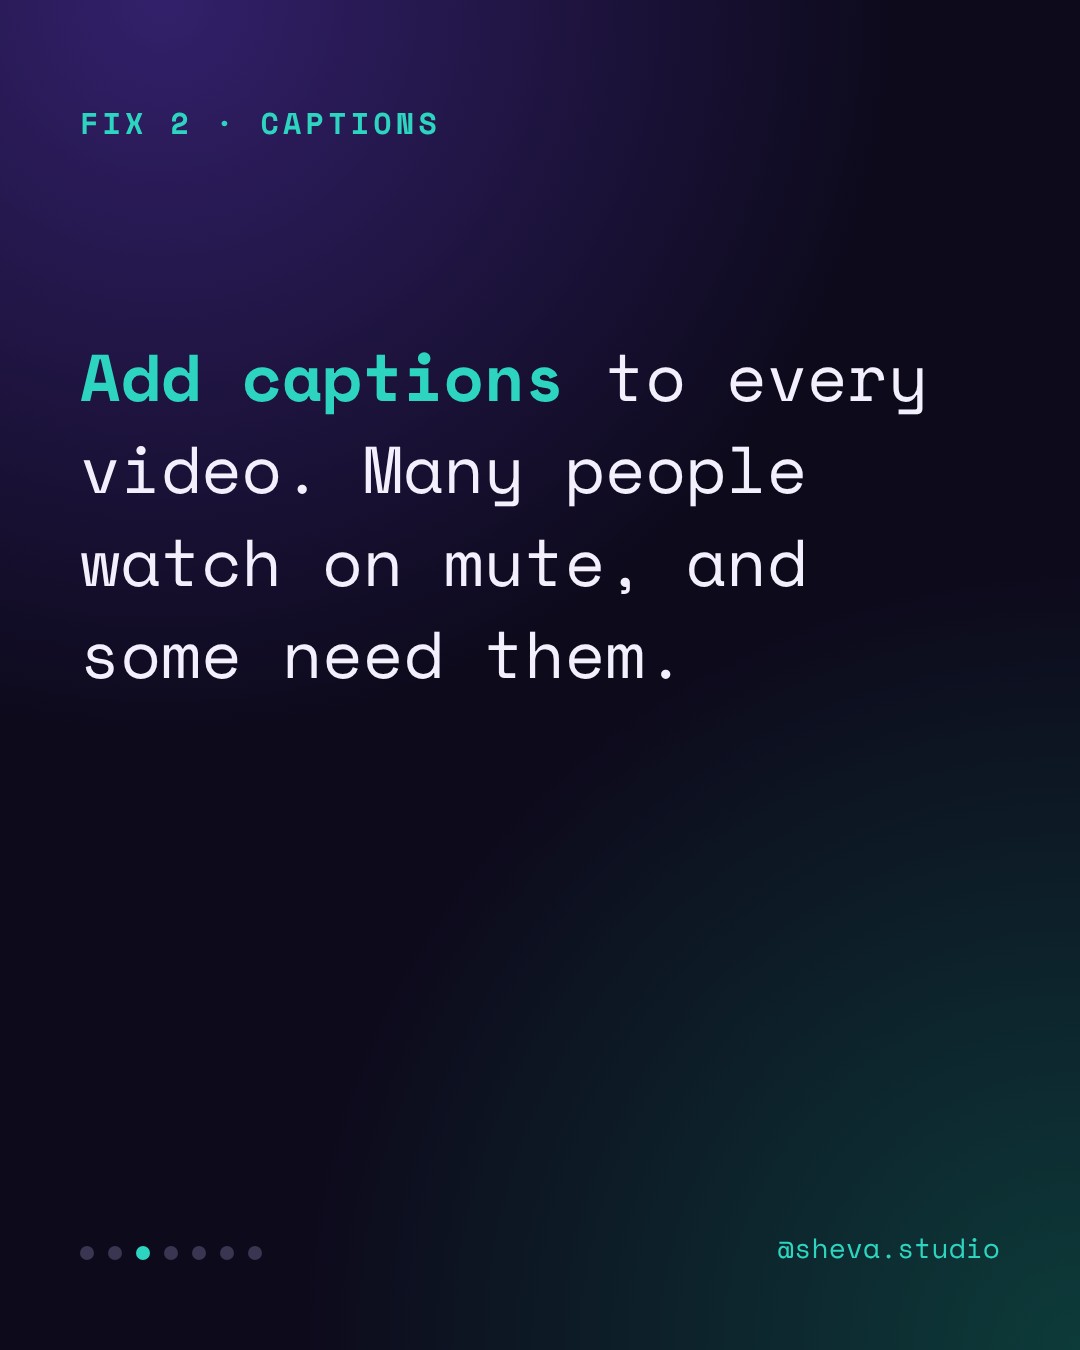 FIX 2 · CAPTIONS
Add captions to every
video. Many people
watch on mute, and
some need them.
@sheva.studio